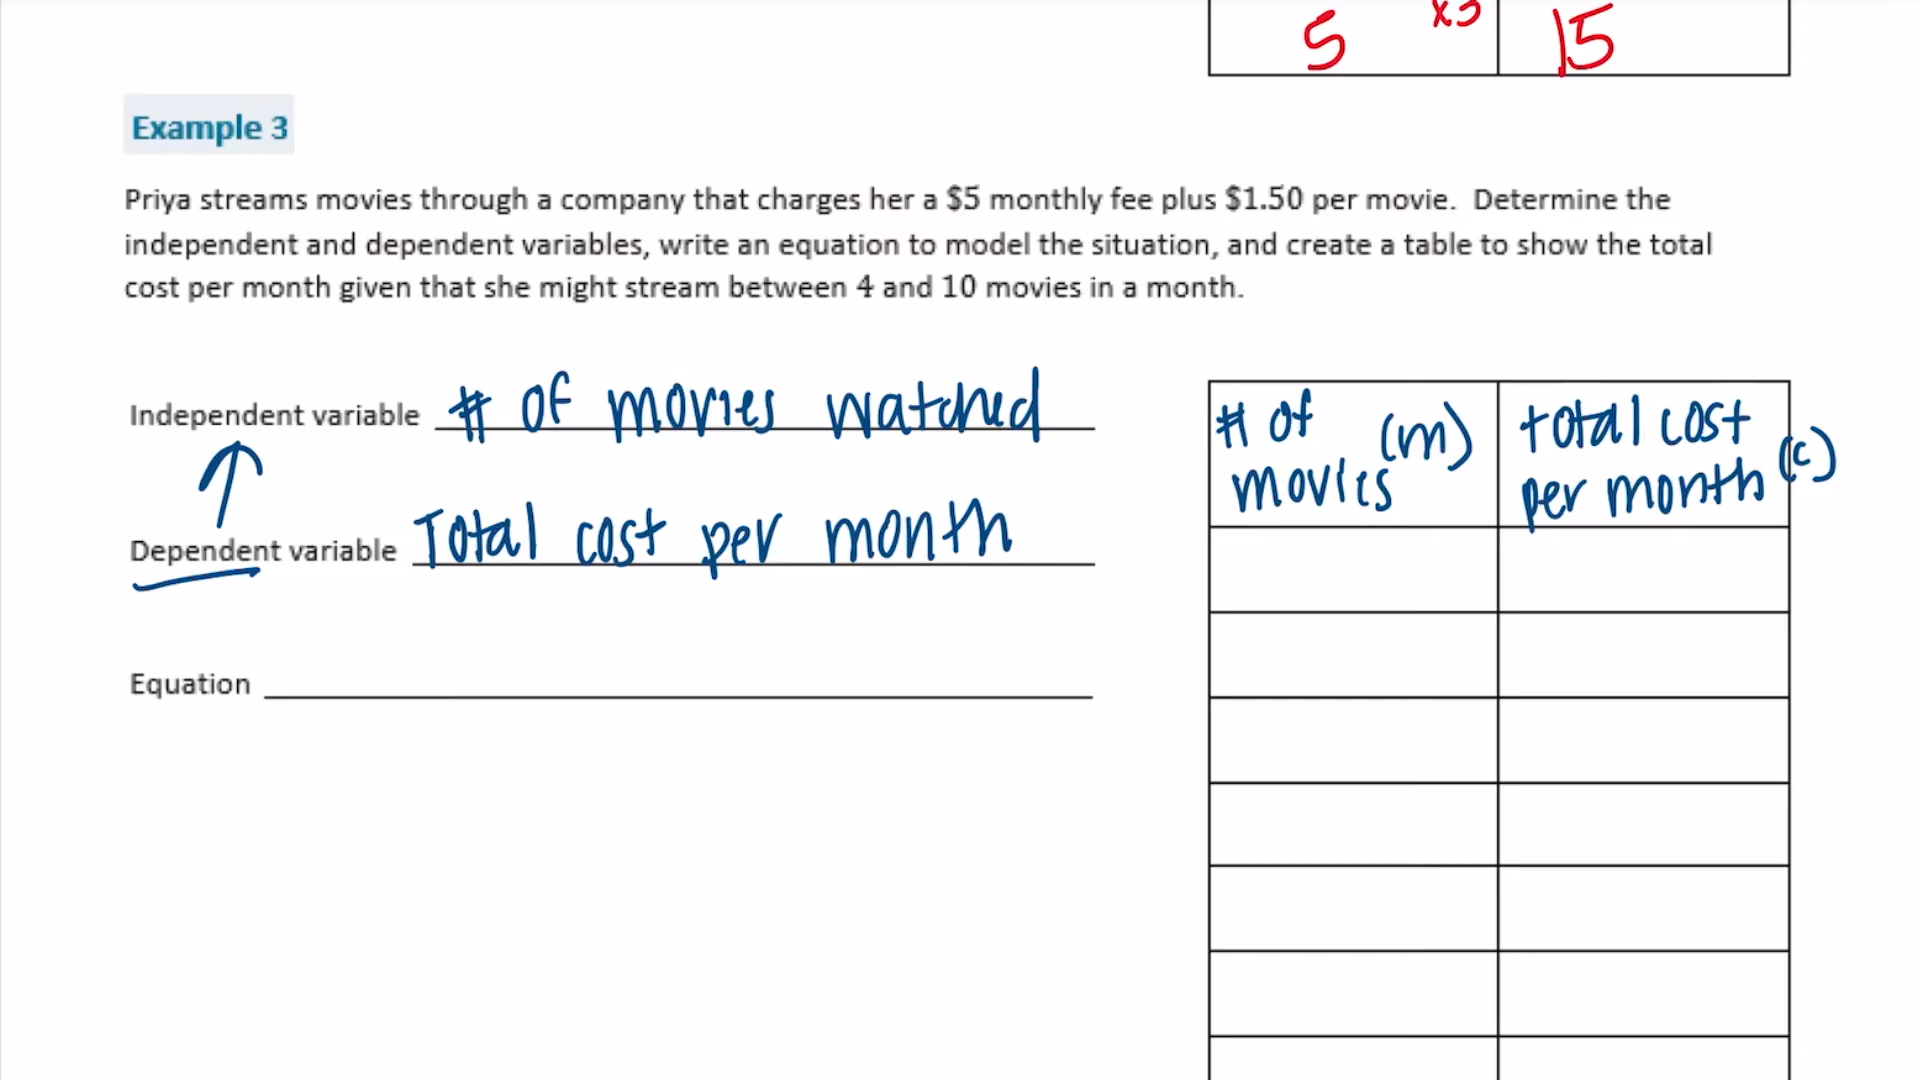 5 x3 15
Example 3
Priya streams movies through a company that charges her a $5 monthly fee plus $1.50 per movie. Determine the
independent and dependent variables, write an equation to model the situation, and create a table to show the total
cost per month given that she might stream between 4 and 10 movies in a month.
Independent variable # of movies watched
Dependent variable Total cost per month
Equation
# of movies (m)
total cost per month (c)